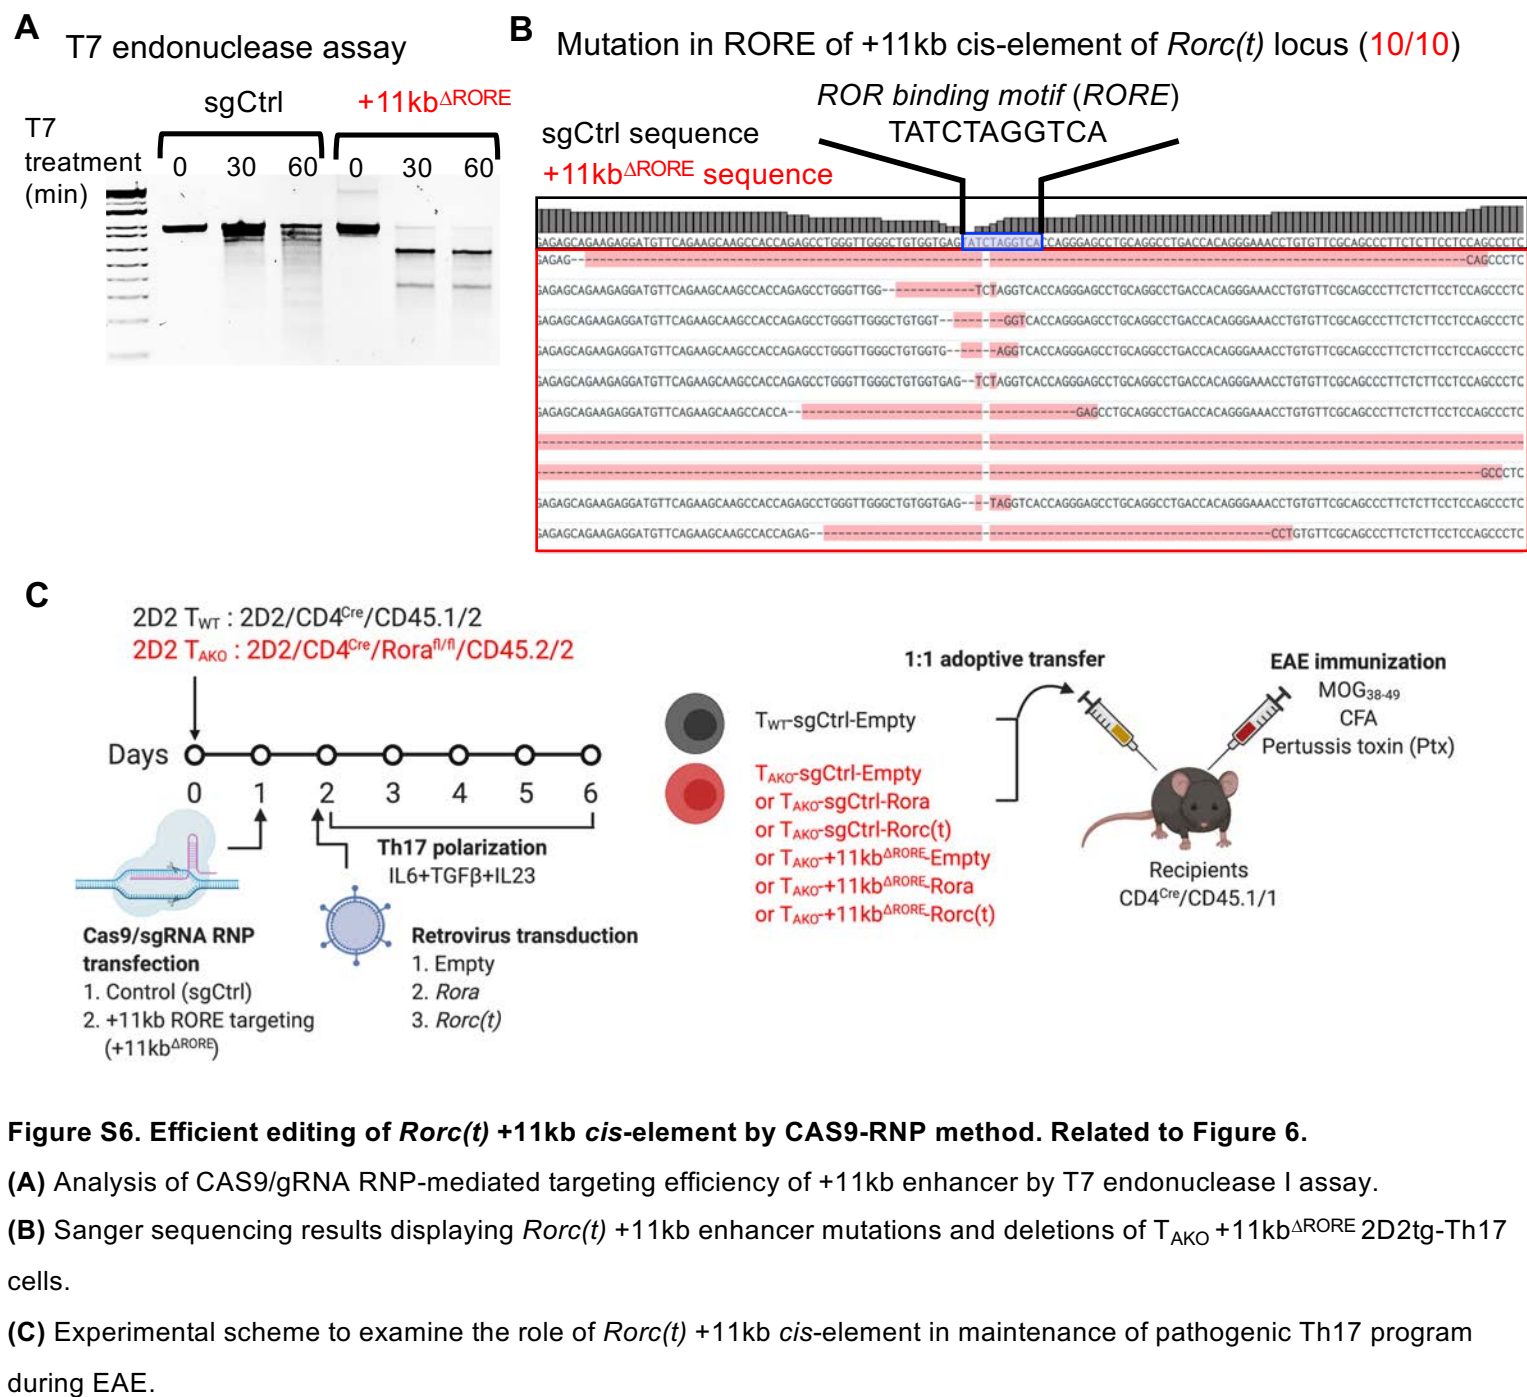 A T7 endonuclease assay
sgCtrl +11kbΔRORE
T7
treatment
(min)
0 30 60 0 30 60
B Mutation in RORE of +11kb cis-element of Rorc(t) locus (10/10)
ROR binding motif (RORE)
TATCTAGGTCA
sgCtrl sequence
+11kbΔRORE sequence
GAGAGCAGAAGAGGATGTTCAGAAGCAAGCCACCAGAGCCTGGGTTGGGCTGTGGTGAGTATCTAGGTCACCAGGGAGCCTGCAGGCCTGACCACAGGGAAACCTGTGTTCGCAGCCCTTCTCTTCCTCCAGCCCTC
C
2D2 TWT : 2D2/CD4Cre/CD45.1/2
2D2 TAKO : 2D2/CD4Cre/Rorafl/fl/CD45.2/2
Days
0 1 2 3 4 5 6
Th17 polarization
IL6+TGFβ+IL23
Cas9/sgRNA RNP
transfection
1. Control (sgCtrl)
2. +11kb RORE targeting
(+11kbΔRORE)
Retrovirus transduction
1. Empty
2. Rora
3. Rorc(t)
TWT-sgCtrl-Empty
TAKO-sgCtrl-Empty
or TAKO-sgCtrl-Rora
or TAKO-sgCtrl-Rorc(t)
or TAKO-+11kbΔRORE-Empty
or TAKO-+11kbΔRORE-Rora
or TAKO-+11kbΔRORE-Rorc(t)
1:1 adoptive transfer
EAE immunization
MOG38-49
CFA
Pertussis toxin (Ptx)
Recipients
CD4Cre/CD45.1/1
Figure S6. Efficient editing of Rorc(t) +11kb cis-element by CAS9-RNP method. Related to Figure 6.
(A) Analysis of CAS9/gRNA RNP-mediated targeting efficiency of +11kb enhancer by T7 endonuclease I assay.
(B) Sanger sequencing results displaying Rorc(t) +11kb enhancer mutations and deletions of TAKO +11kbΔRORE 2D2tg-Th17
cells.
(C) Experimental scheme to examine the role of Rorc(t) +11kb cis-element in maintenance of pathogenic Th17 program
during EAE.